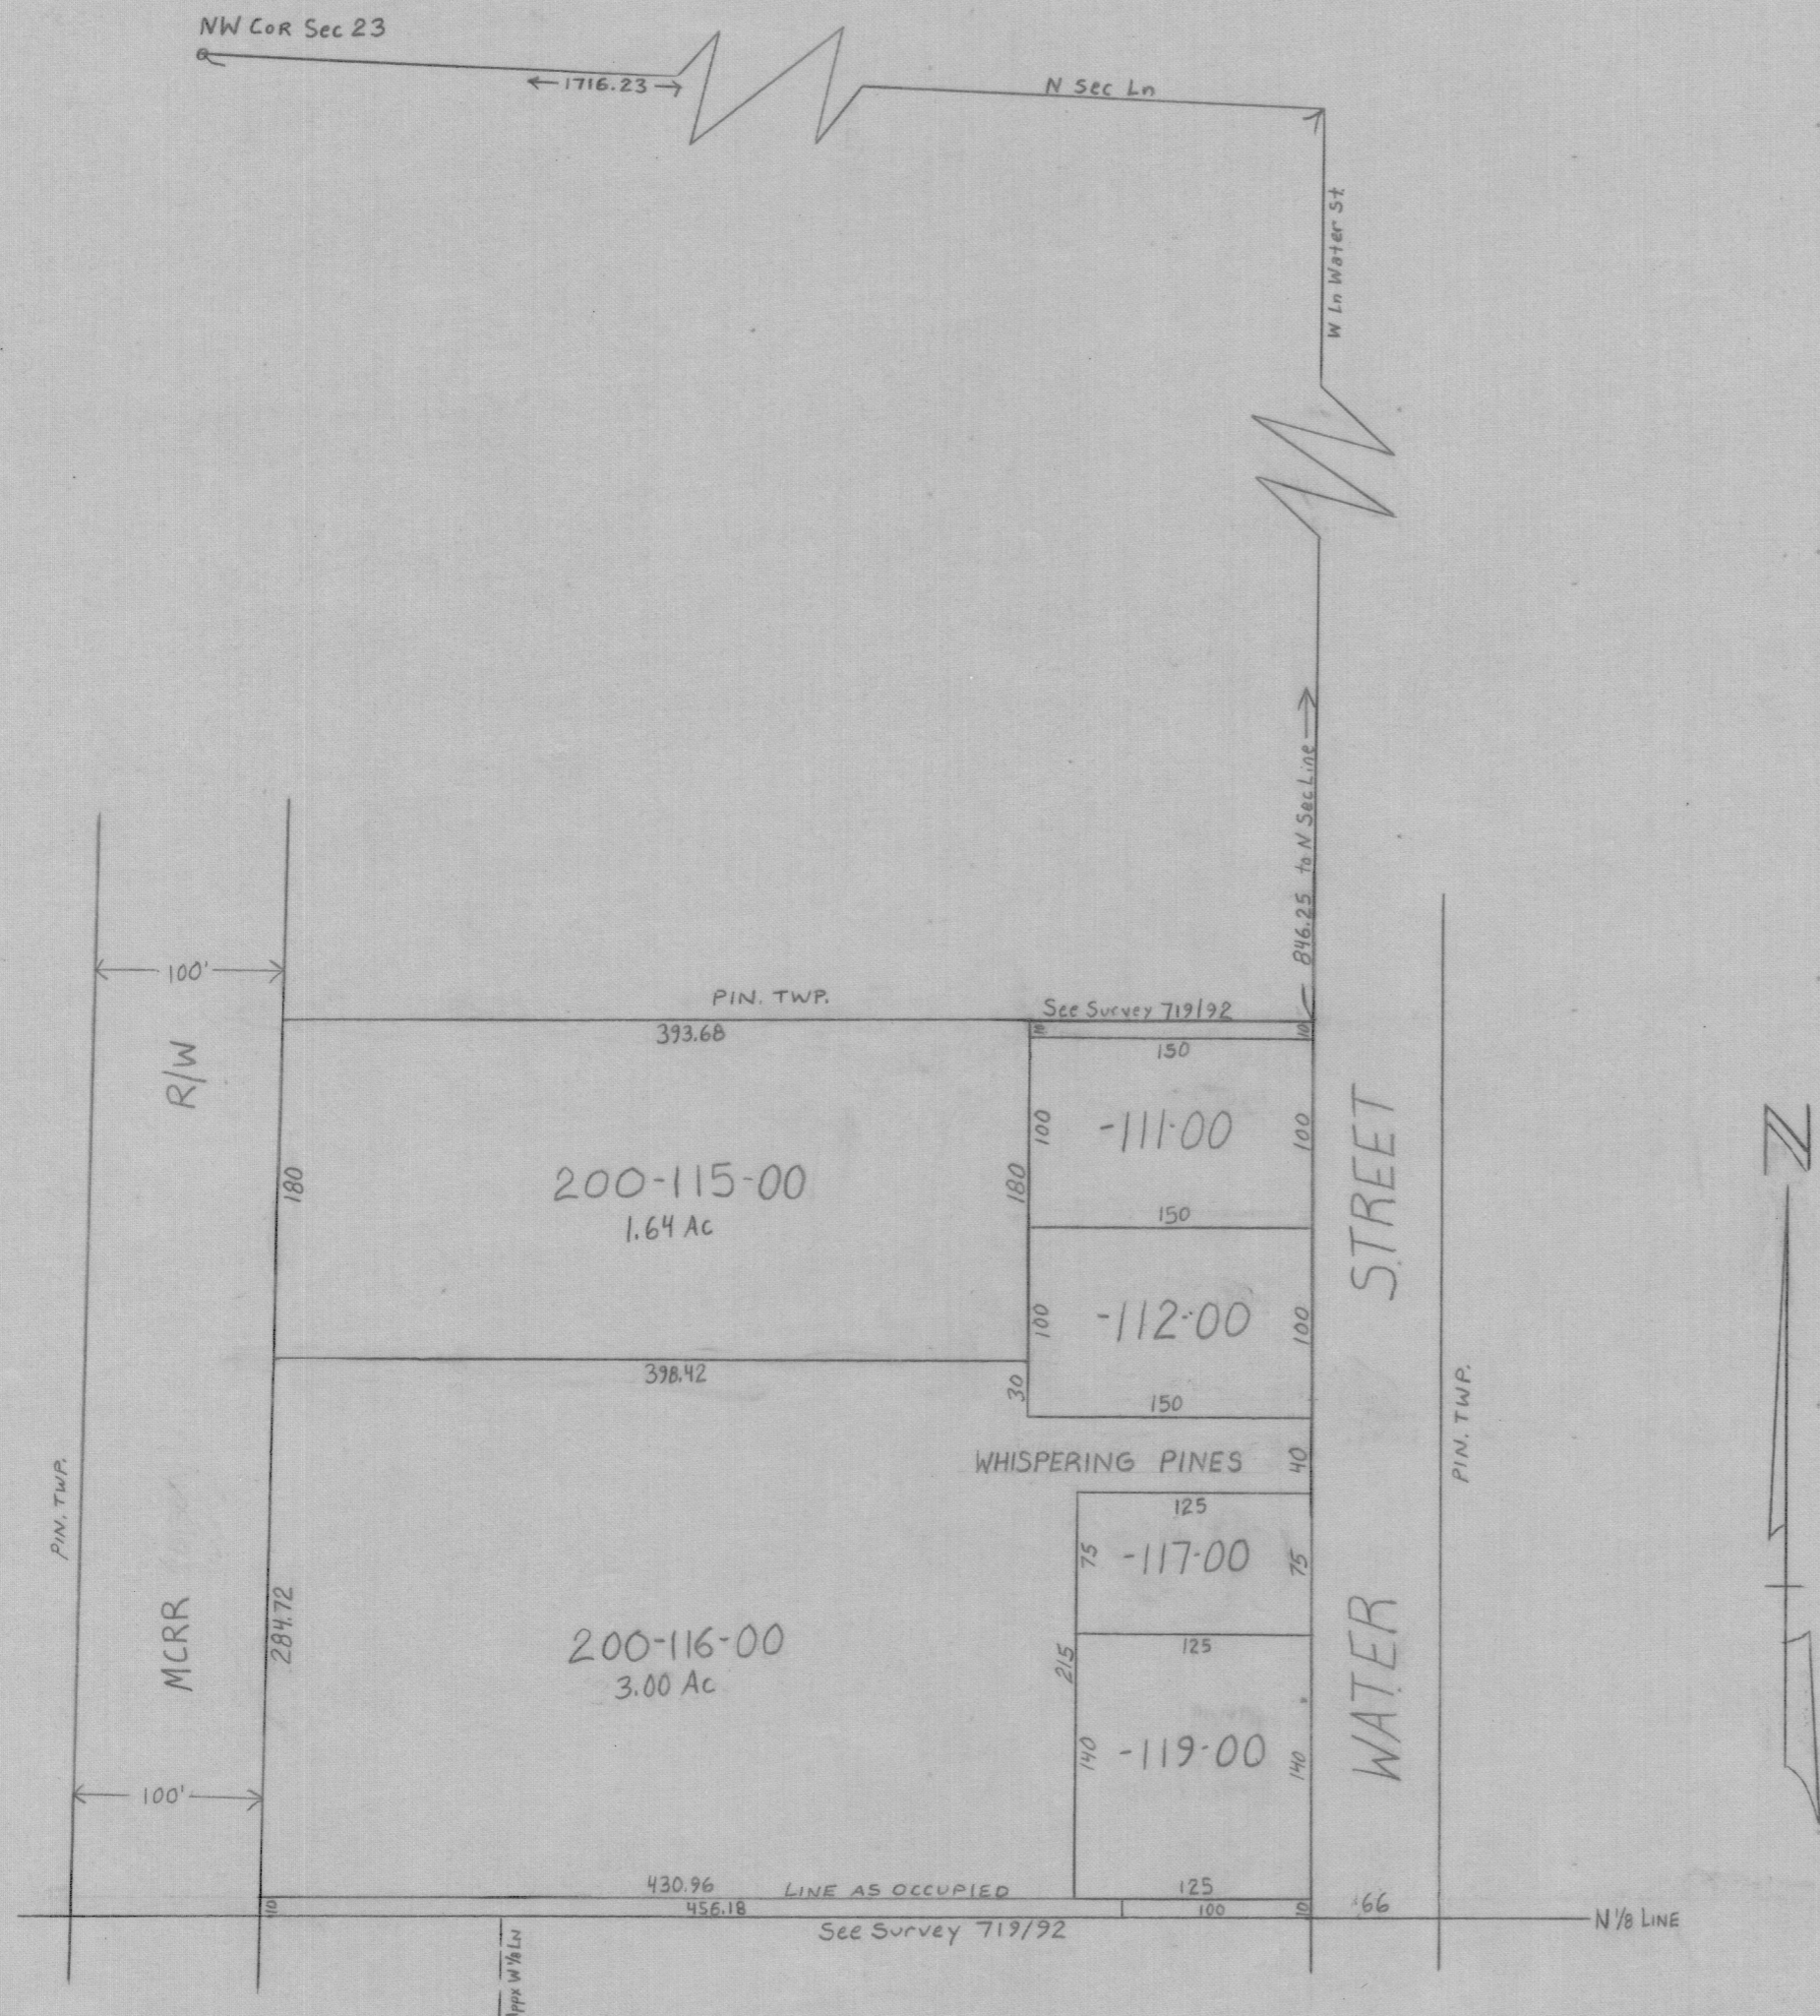 NW COR Sec 23
1716.23
N Sec Ln
W Ln Water St.
846.25 to N Sec Line
100'
R/W
PIN. TWP.
393.68
See Survey 719/92
10
10
150
180
200-115-00
1.64 Ac
180
100
-111-00
100
150
100
-112-00
100
398.42
30
150
STREET
N
WHISPERING PINES
40
125
75
-117-00
75
125
PIN. TWP.
PIN. TWP.
MCRR
284.72
200-116-00
3.00 Ac
215
140
-119-00
140
WATER
100'
430.96
LINE AS OCCUPIED
125
10
456.18
100
10
66
See Survey 719/92
N 1/8 LINE
Appx W 1/8 LN